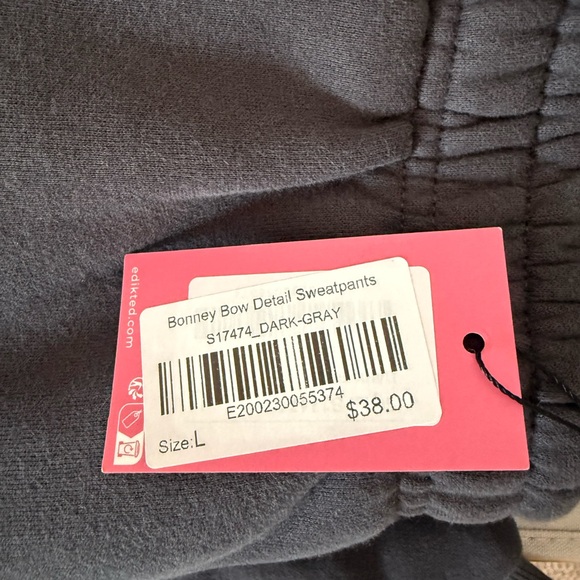 edikted.com
Bonney Bow Detail Sweatpants
S17474_DARK-GRAY
E200230055374
$38.00
Size:L